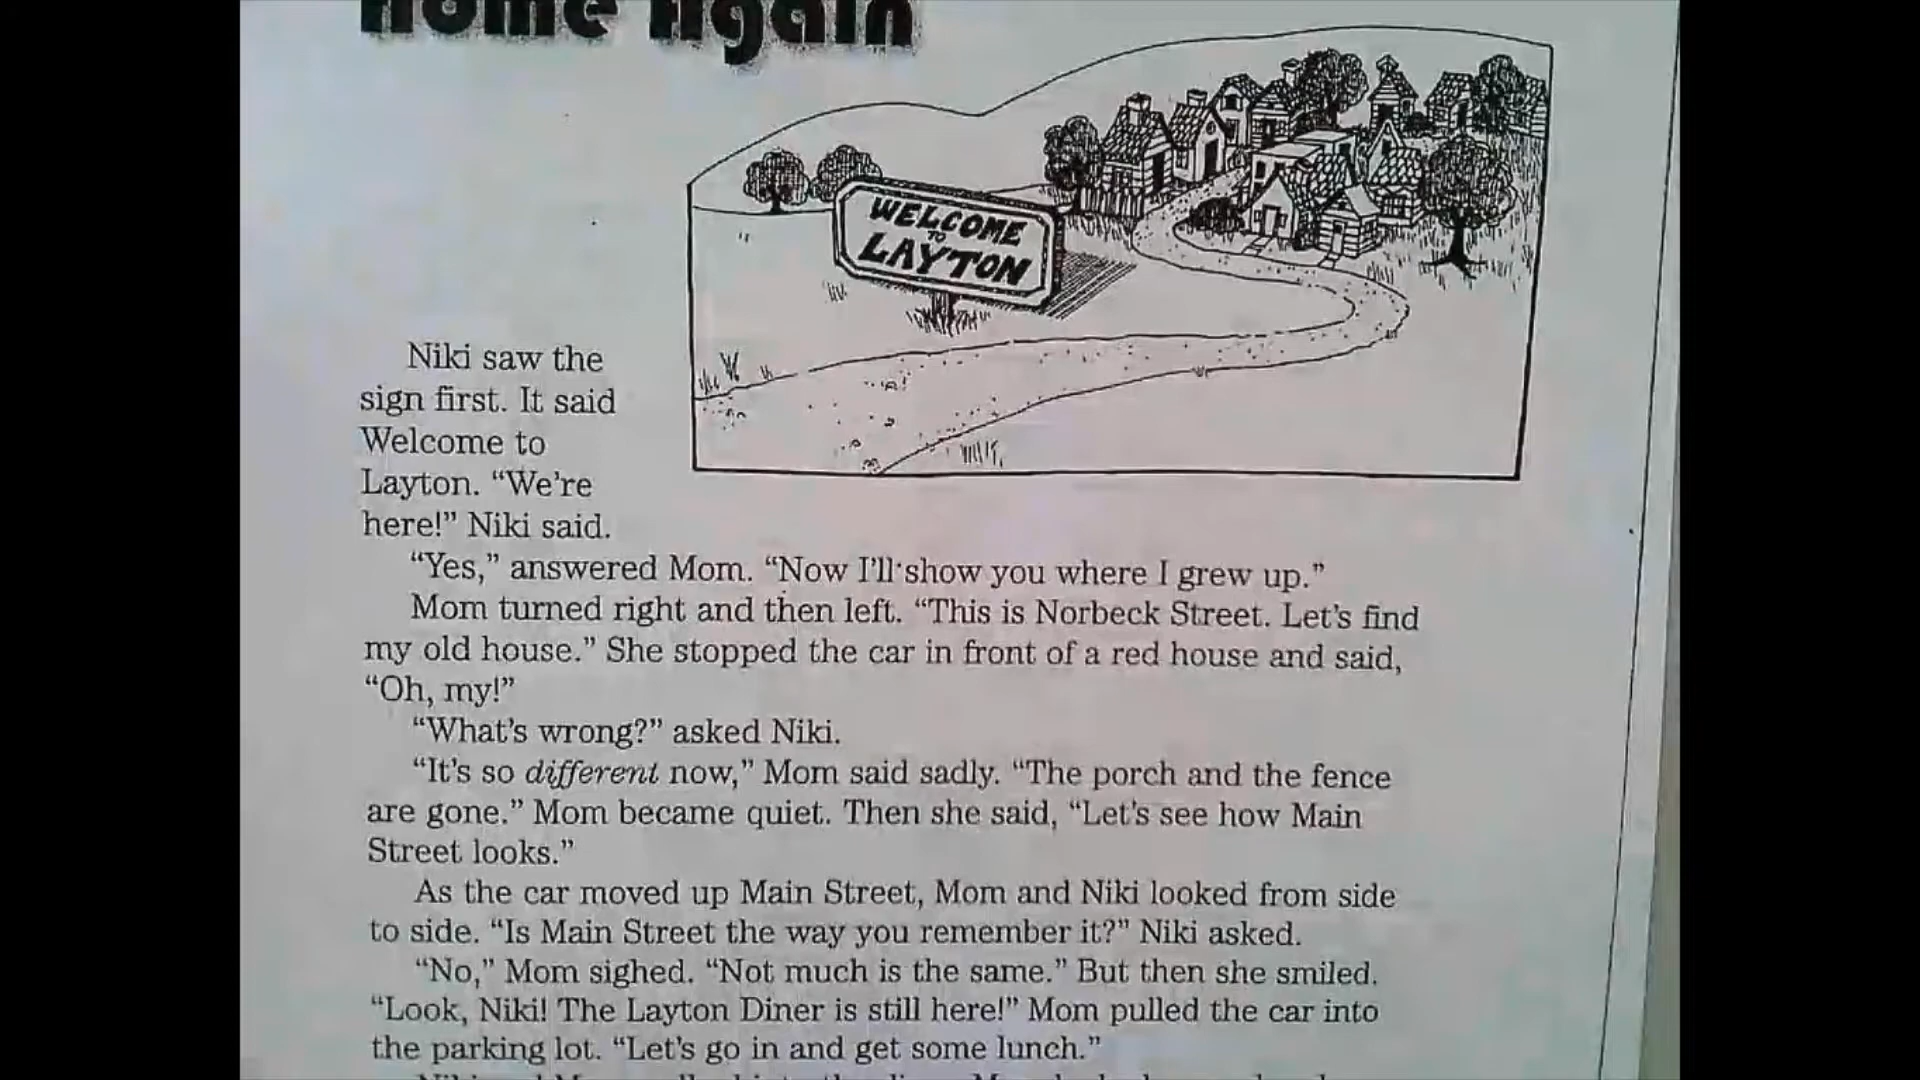 Home Again
WELCOME
TO
LAYTON
Niki saw the
sign first. It said
Welcome to
Layton. “We’re
here!” Niki said.
“Yes,” answered Mom. “Now I’ll show you where I grew up.”
Mom turned right and then left. “This is Norbeck Street. Let’s find
my old house.” She stopped the car in front of a red house and said,
“Oh, my!”
“What’s wrong?” asked Niki.
“It’s so different now,” Mom said sadly. “The porch and the fence
are gone.” Mom became quiet. Then she said, “Let’s see how Main
Street looks.”
As the car moved up Main Street, Mom and Niki looked from side
to side. “Is Main Street the way you remember it?” Niki asked.
“No,” Mom sighed. “Not much is the same.” But then she smiled.
“Look, Niki! The Layton Diner is still here!” Mom pulled the car into
the parking lot. “Let’s go in and get some lunch.”